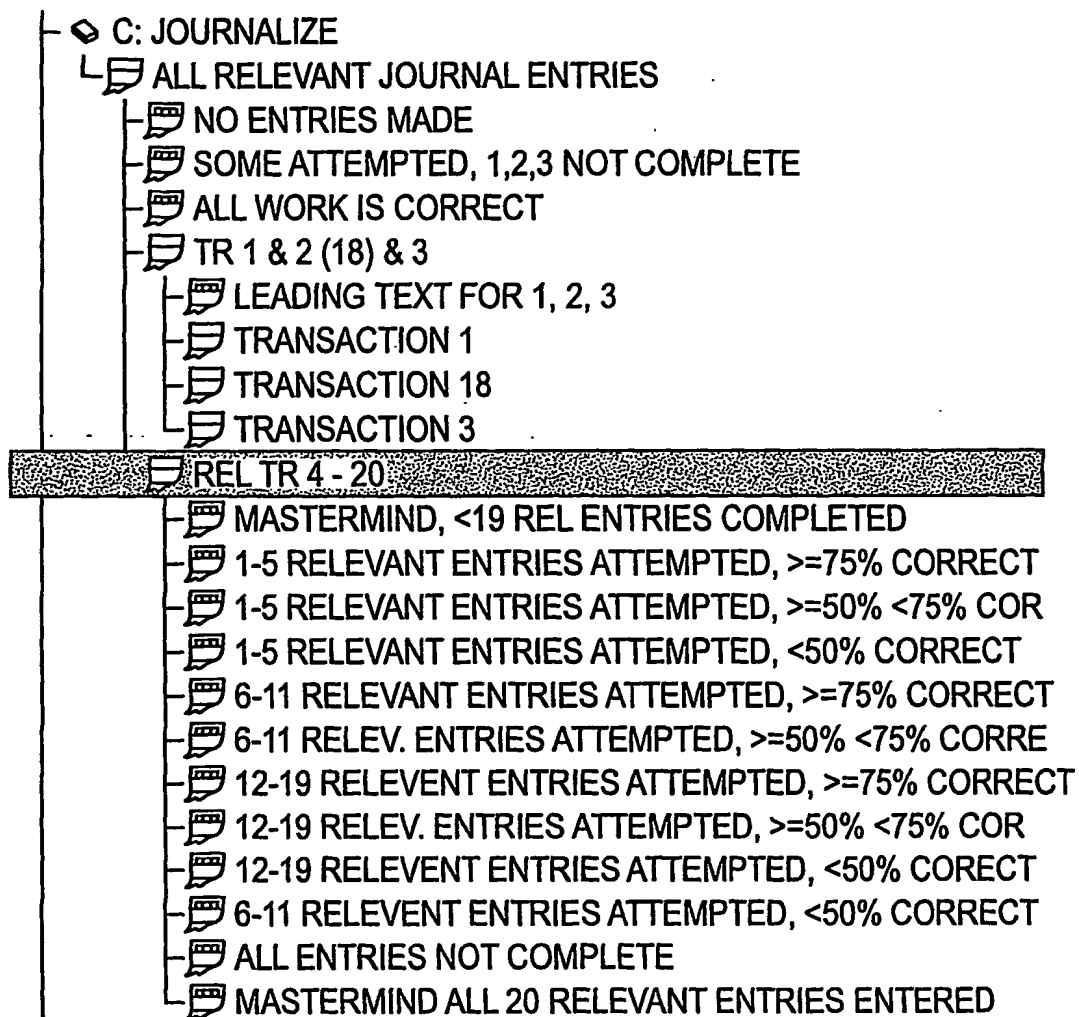 C: JOURNALIZE
ALL RELEVANT JOURNAL ENTRIES
NO ENTRIES MADE
SOME ATTEMPTED, 1,2,3 NOT COMPLETE
ALL WORK IS CORRECT
TR 1 & 2 (18) & 3
LEADING TEXT FOR 1, 2, 3
TRANSACTION 1
TRANSACTION 18
TRANSACTION 3
REL TR 4 - 20
MASTERMIND, <19 REL ENTRIES COMPLETED
1-5 RELEVANT ENTRIES ATTEMPTED, >=75% CORRECT
1-5 RELEVANT ENTRIES ATTEMPTED, >=50% <75% COR
1-5 RELEVANT ENTRIES ATTEMPTED, <50% CORRECT
6-11 RELEVANT ENTRIES ATTEMPTED, >=75% CORRECT
6-11 RELEV. ENTRIES ATTEMPTED, >=50% <75% CORRE
12-19 RELEVENT ENTRIES ATTEMPTED, >=75% CORRECT
12-19 RELEV. ENTRIES ATTEMPTED, >=50% <75% COR
12-19 RELEVENT ENTRIES ATTEMPTED, <50% CORECT
6-11 RELEVENT ENTRIES ATTEMPTED, <50% CORRECT
ALL ENTRIES NOT COMPLETE
MASTERMIND ALL 20 RELEVANT ENTRIES ENTERED